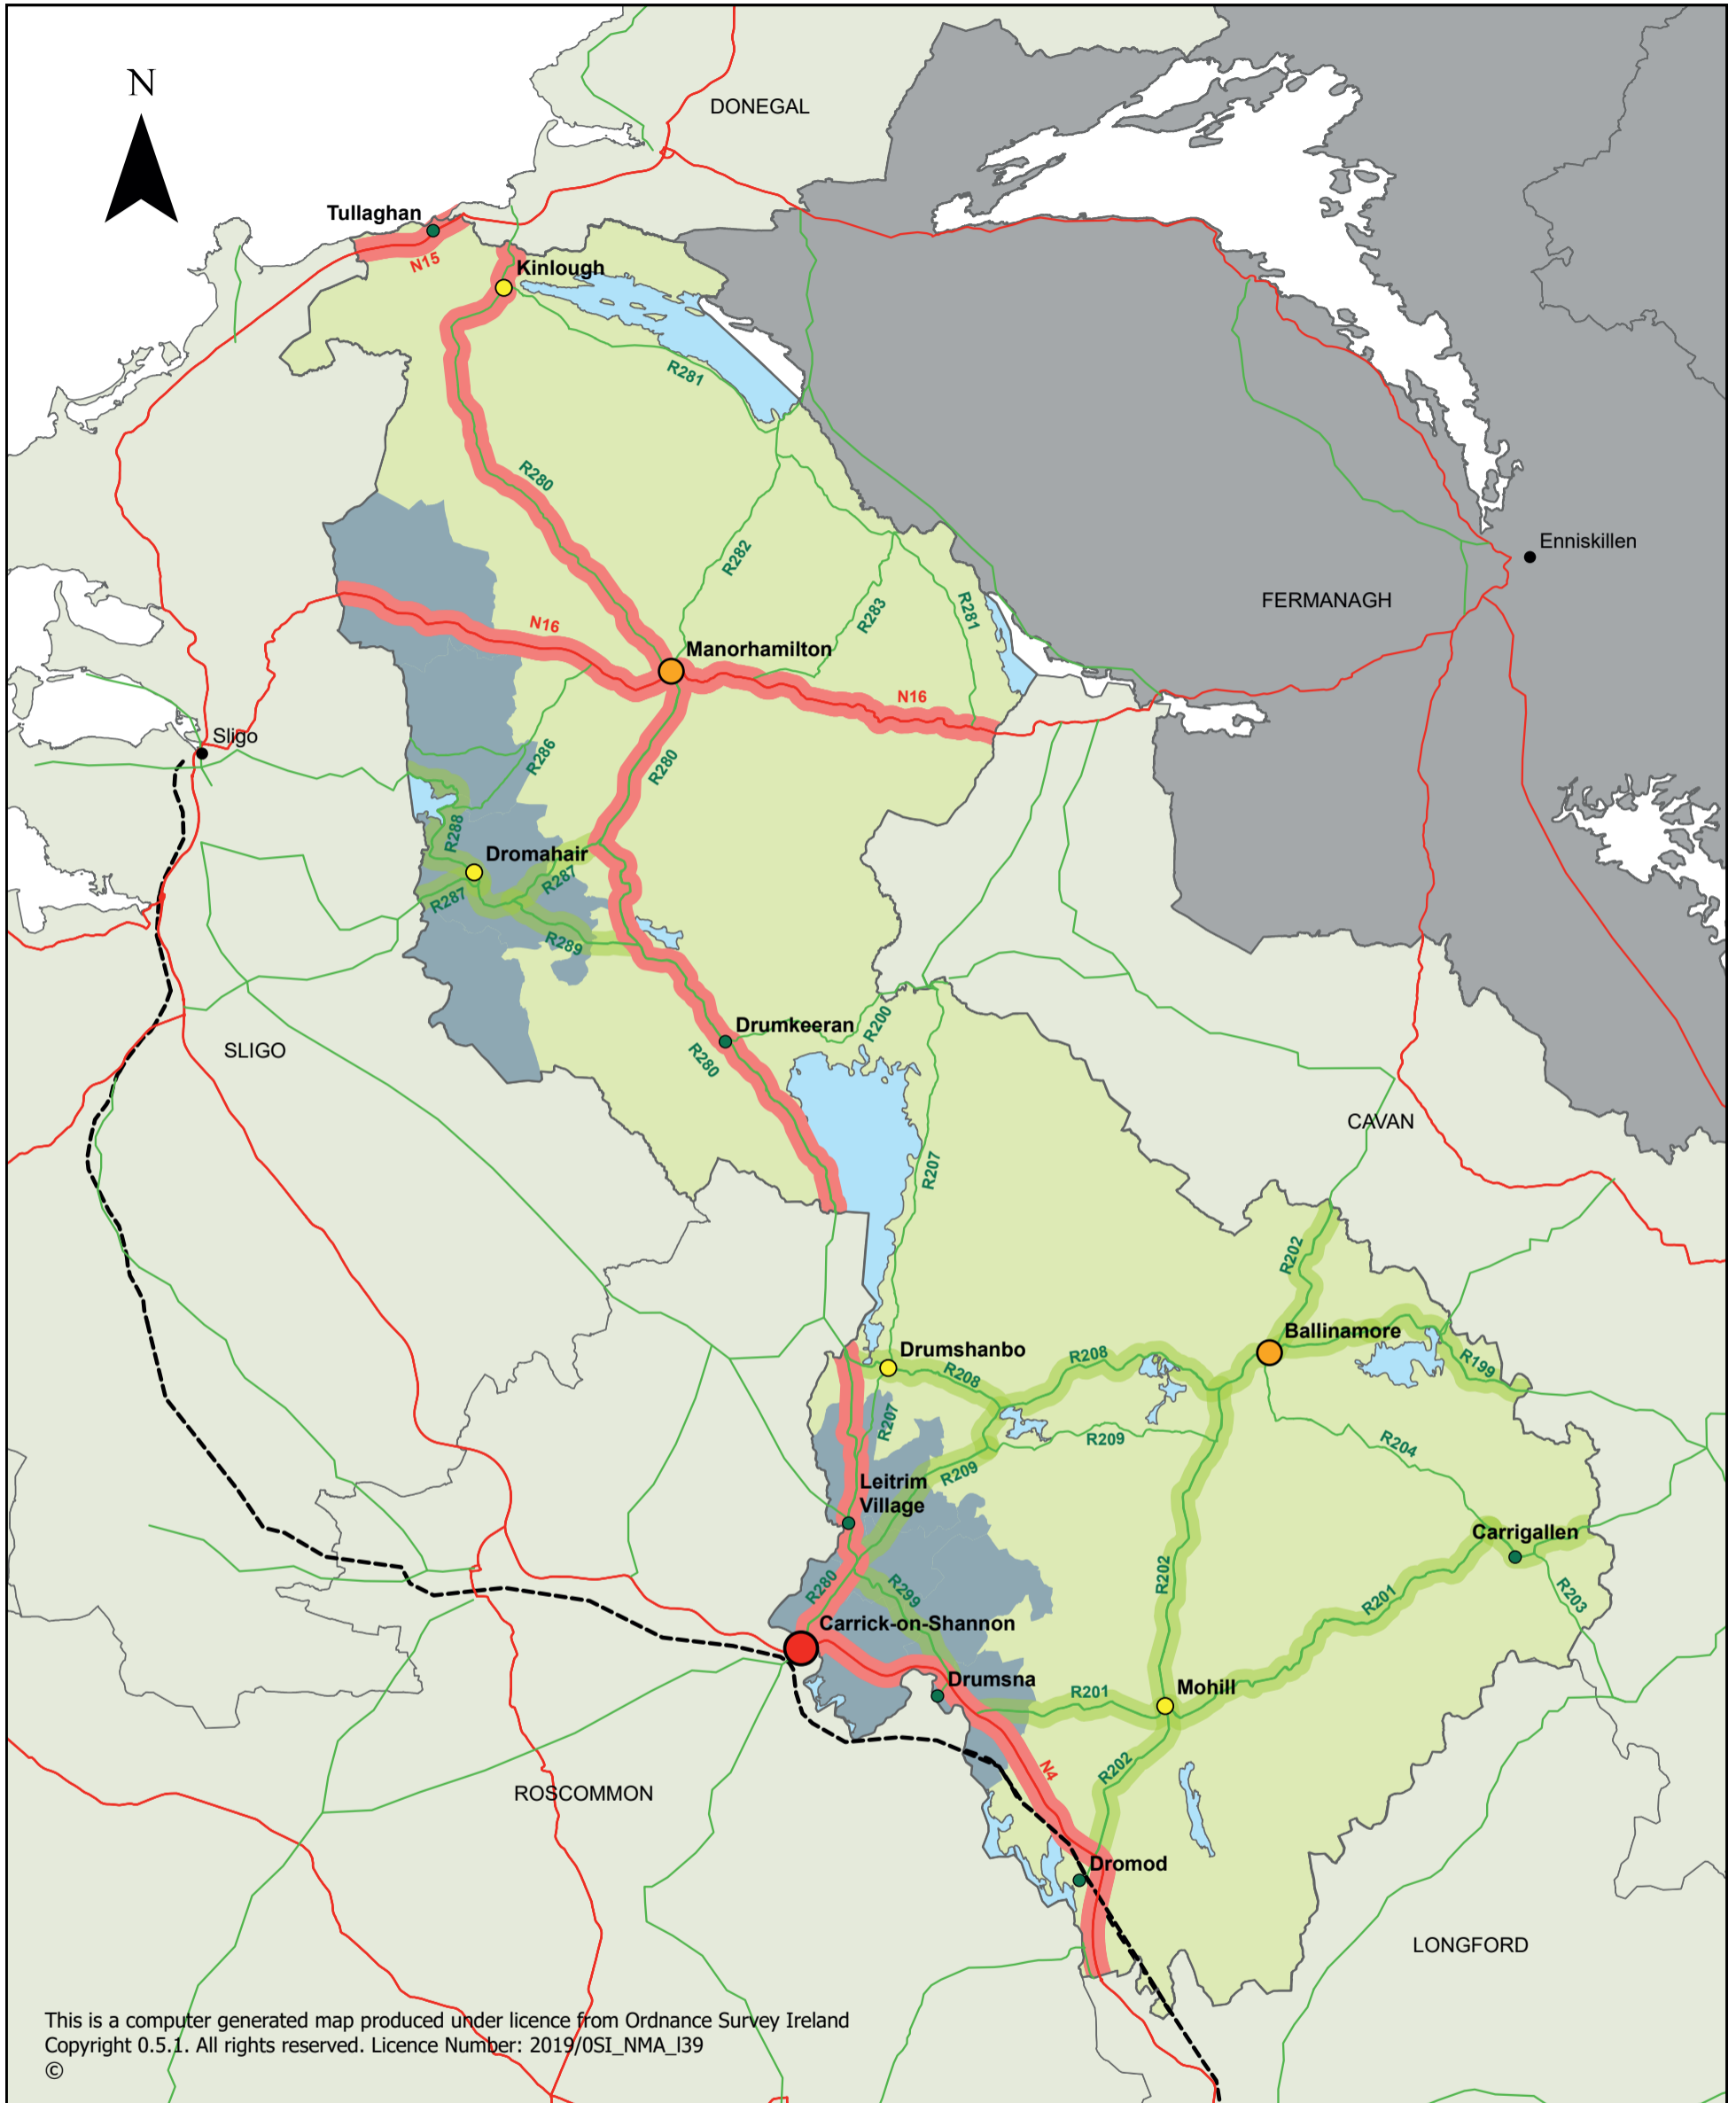 N
DONEGAL
Tullaghan
N15
Kinlough
R281
R280
Enniskillen
R282
FERMANAGH
R283
R281
N16
Manorhamilton
N16
Sligo
R286
R280
R288
Dromahair
R287
R287
R289
Drumkeeran
R200
SLIGO
R280
CAVAN
R207
R202
Ballinamore
Drumshanbo
R208
R208
R199
R207
R209
R204
R209
Leitrim
Village
Carrigallen
R202
R280
R299
R201
R203
Carrick-on-Shannon
Drumsna
Mohill
R201
N4
R202
ROSCOMMON
Dromod
LONGFORD
This is a computer generated map produced under licence from Ordnance Survey Ireland
Copyright 0.5.1. All rights reserved. Licence Number: 2019/0SI_NMA_l39
©